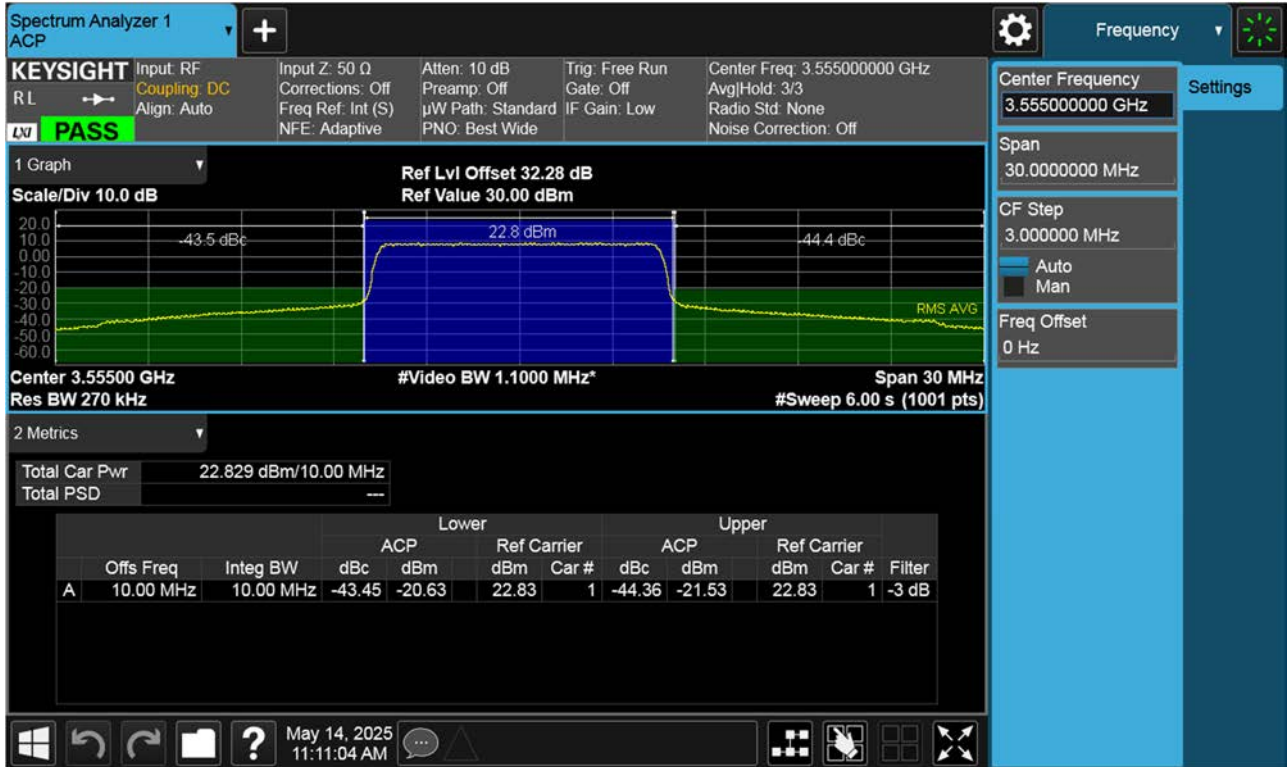 Spectrum Analyzer 1
ACP
Frequency
KEYSIGHT
RL
LXI PASS
Input: RF
Coupling: DC
Align: Auto
Input Z: 50 Ω
Corrections: Off
Freq Ref: Int (S)
NFE: Adaptive
Atten: 10 dB
Preamp: Off
µW Path: Standard
PNO: Best Wide
Trig: Free Run
Gate: Off
IF Gain: Low
Center Freq: 3.555000000 GHz
Avg|Hold: 3/3
Radio Std: None
Noise Correction: Off
Center Frequency
3.555000000 GHz
Settings
Span
30.0000000 MHz
CF Step
3.000000 MHz
Auto
Man
Freq Offset
0 Hz
1 Graph
Scale/Div 10.0 dB
Ref Lvl Offset 32.28 dB
Ref Value 30.00 dBm
20.0
10.0
0.00
-10.0
-20.0
-30.0
-40.0
-50.0
-60.0
-43.5 dBc
22.8 dBm
-44.4 dBc
RMS AVG
Center 3.55500 GHz #Video BW 1.1000 MHz* Span 30 MHz
Res BW 270 kHz #Sweep 6.00 s (1001 pts)
2 Metrics
Total Car Pwr 22.829 dBm/10.00 MHz
Total PSD ---
Lower Upper
ACP Ref Carrier ACP Ref Carrier
Offs Freq Integ BW dBc dBm dBm Car # dBc dBm dBm Car # Filter
A 10.00 MHz 10.00 MHz -43.45 -20.63 22.83 1 -44.36 -21.53 22.83 1 -3 dB
May 14, 2025
11:11:04 AM